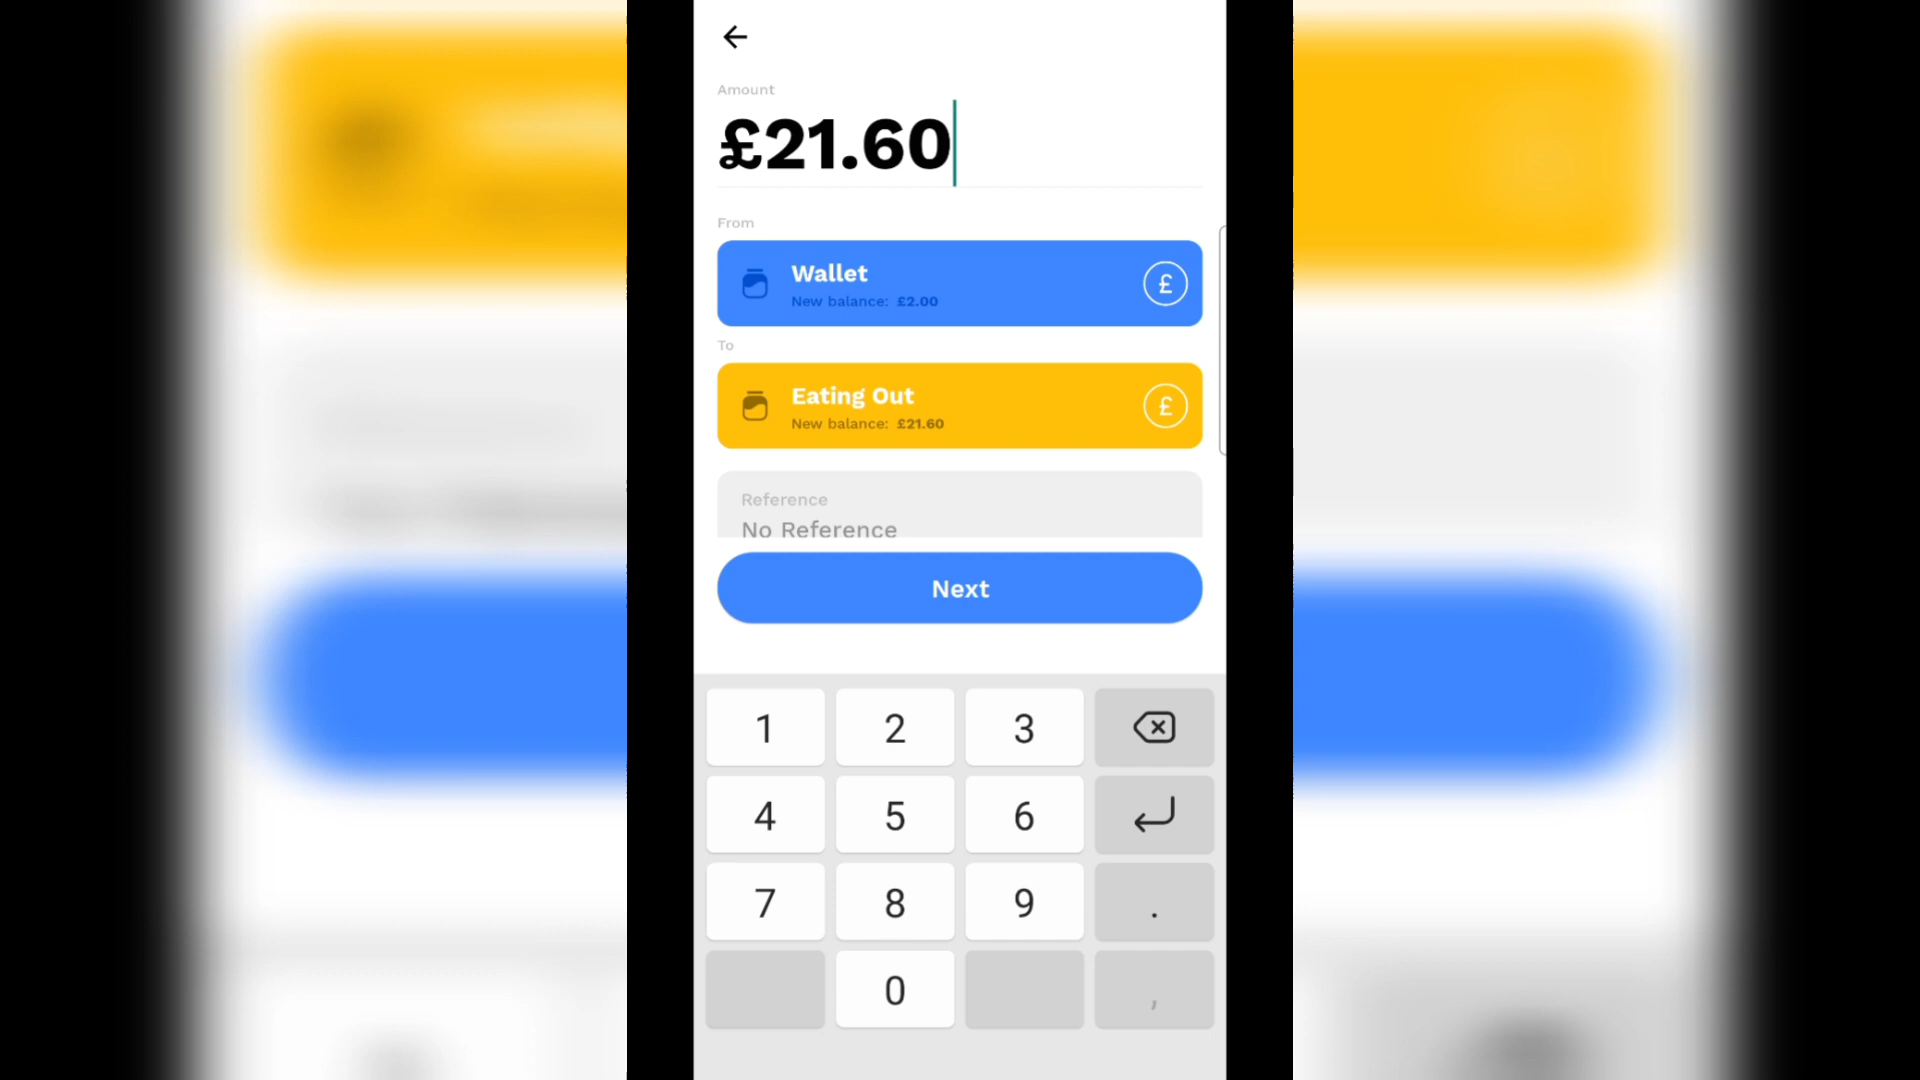 Amount
£21.60
From
Wallet
New balance: £2.00
£
To
Eating Out
New balance: £21.60
£
Reference
No Reference
Next
1 2 3
4 5 6
7 8 9 .
0 ,